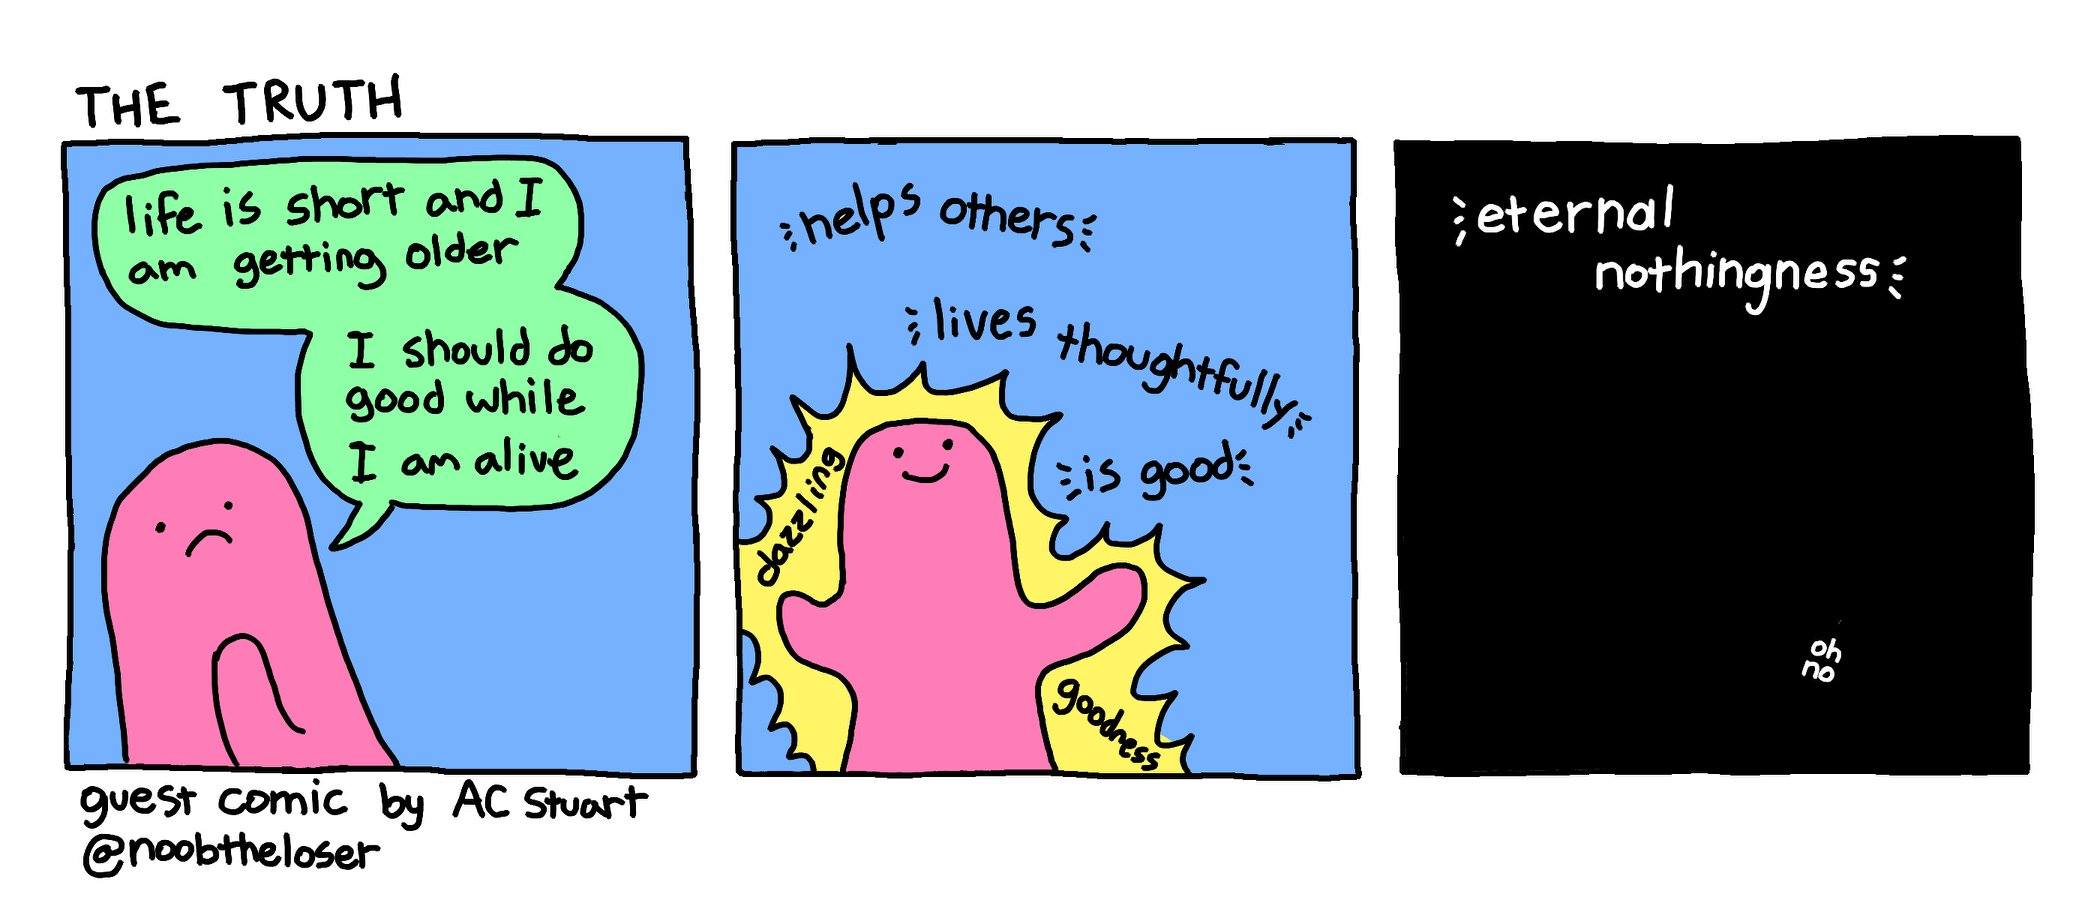 THE TRUTH
life is short and I
am getting older
I should do
good while
I am alive
helps others
lives thoughtfully
is good
dazzling
goodness
eternal
nothingness
oh
no
guest comic by AC Stuart
@noobtheloser